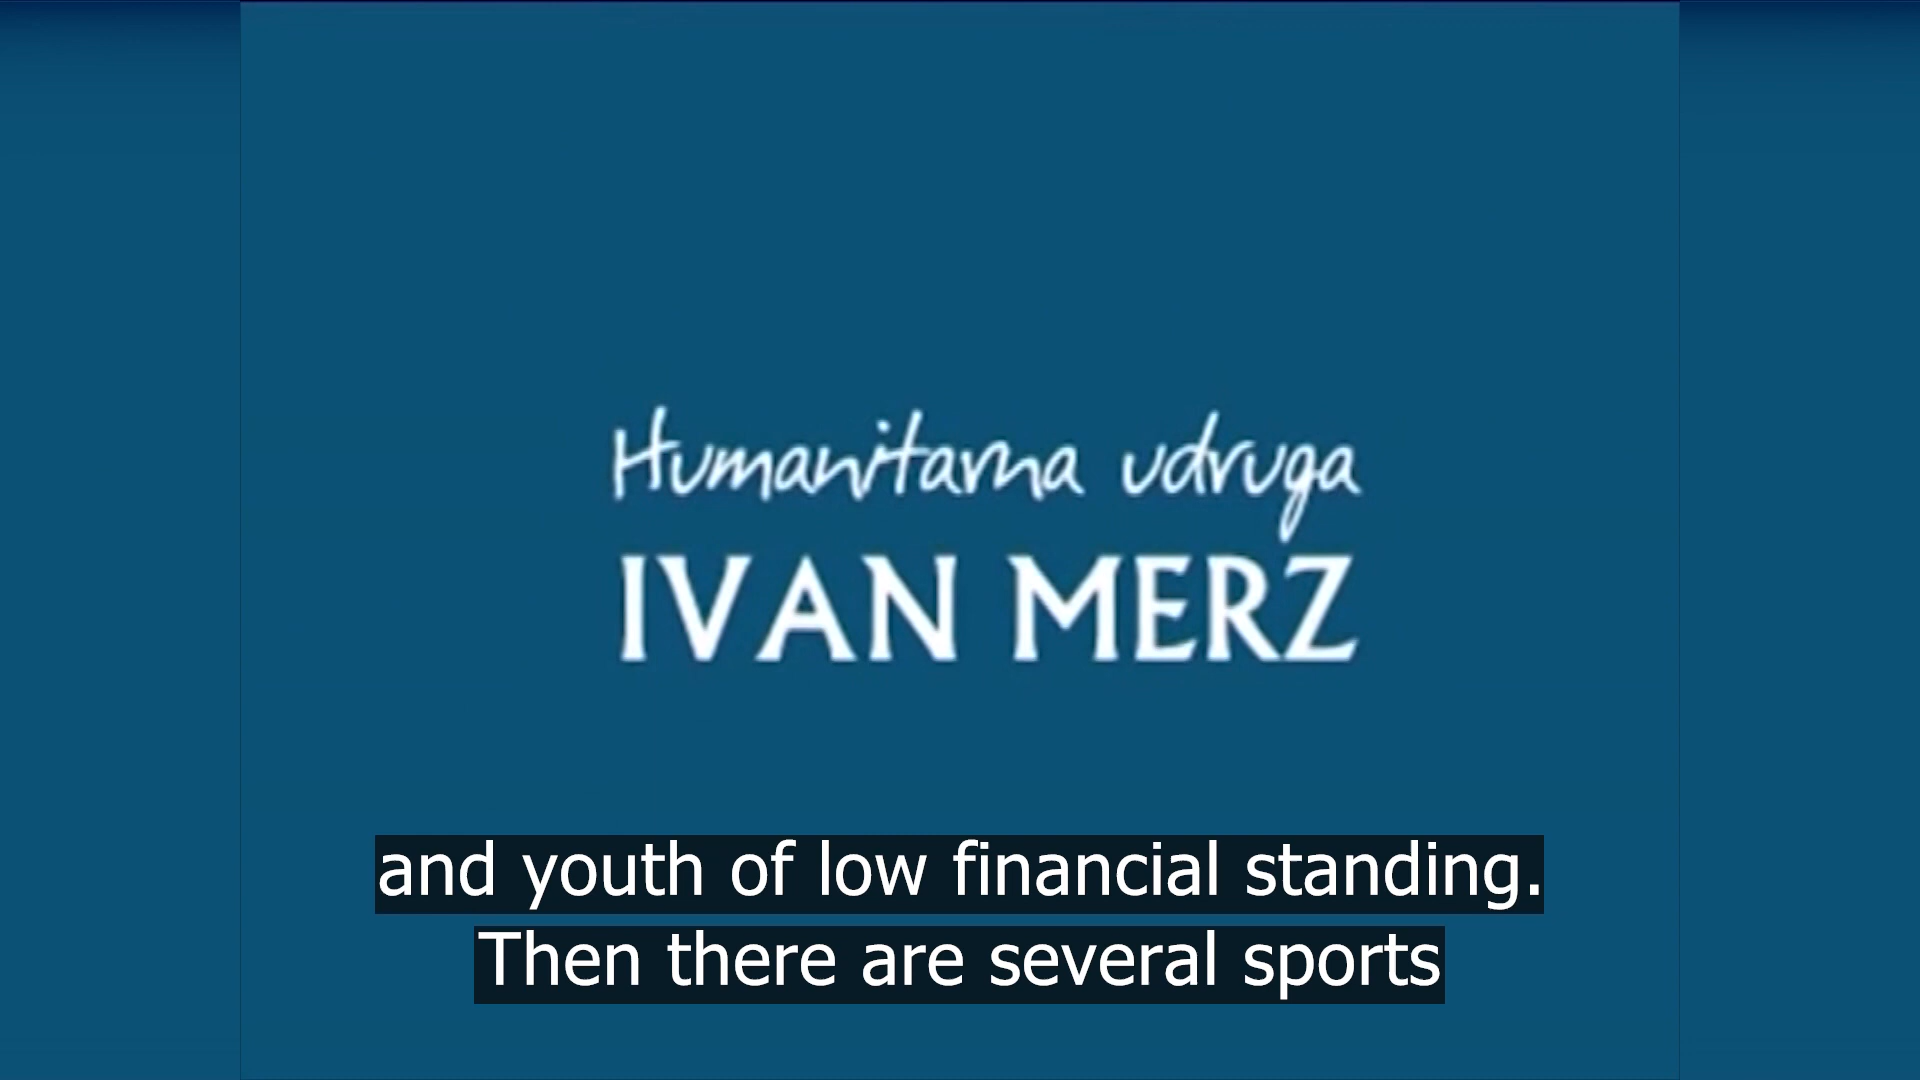 Humanitarna udruga
IVAN MERZ
and youth of low financial standing.
Then there are several sports